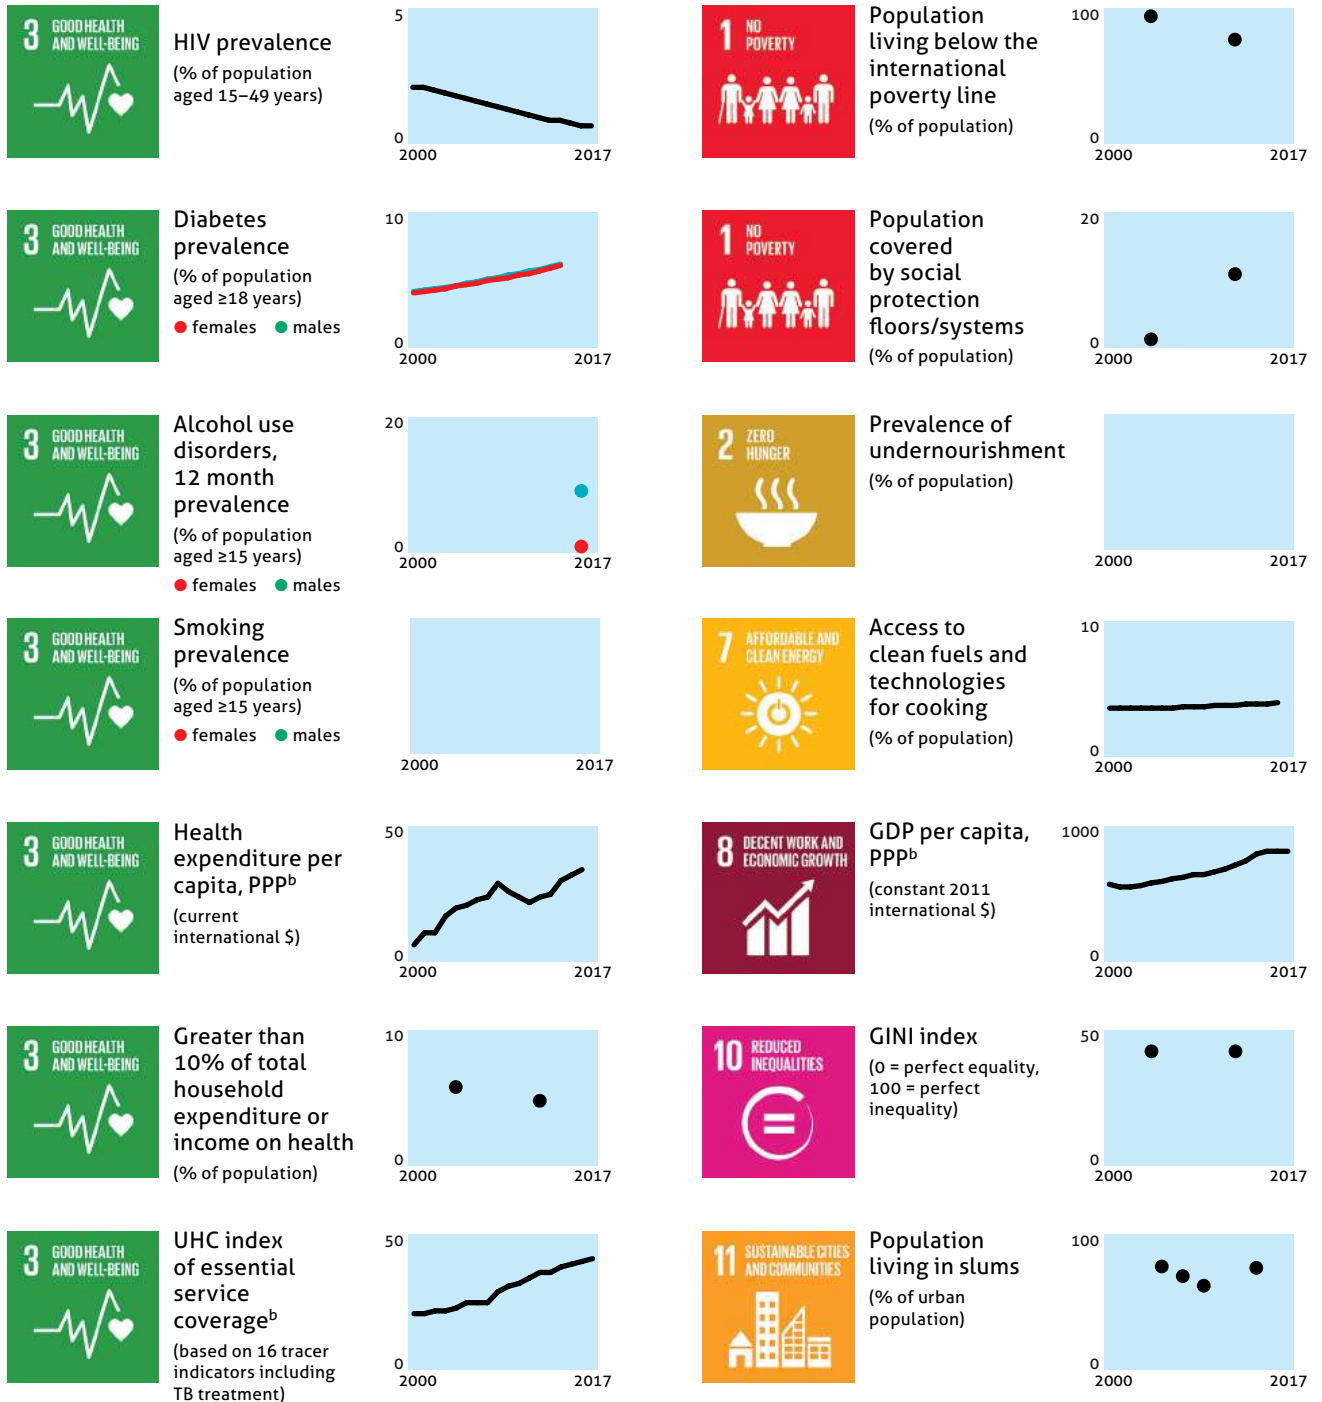 3 GOOD HEALTH
AND WELL-BEING
HIV prevalence
(% of population
aged 15–49 years)
5
0
2000 2017
3 GOOD HEALTH
AND WELL-BEING
Diabetes
prevalence
(% of population
aged ≥18 years)
females males
10
0
2000 2017
3 GOOD HEALTH
AND WELL-BEING
Alcohol use
disorders,
12 month
prevalence
(% of population
aged ≥15 years)
females males
20
0
2000 2017
3 GOOD HEALTH
AND WELL-BEING
Smoking
prevalence
(% of population
aged ≥15 years)
females males
2000 2017
3 GOOD HEALTH
AND WELL-BEING
Health
expenditure per
capita, PPPᵇ
(current
international $)
50
0
2000 2017
3 GOOD HEALTH
AND WELL-BEING
Greater than
10% of total
household
expenditure or
income on health
(% of population)
10
0
2000 2017
3 GOOD HEALTH
AND WELL-BEING
UHC index
of essential
service
coverageᵇ
(based on 16 tracer
indicators including
TB treatment)
50
0
2000 2017
1 NO
POVERTY
Population
living below the
international
poverty line
(% of population)
100
0
2000 2017
1 NO
POVERTY
Population
covered
by social
protection
floors/systems
(% of population)
20
0
2000 2017
2 ZERO
HUNGER
Prevalence of
undernourishment
(% of population)
2000 2017
7 AFFORDABLE AND
CLEAN ENERGY
Access to
clean fuels and
technologies
for cooking
(% of population)
10
0
2000 2017
8 DECENT WORK AND
ECONOMIC GROWTH
GDP per capita,
PPPᵇ
(constant 2011
international $)
1000
0
2000 2017
10 REDUCED
INEQUALITIES
GINI index
(0 = perfect equality,
100 = perfect
inequality)
50
0
2000 2017
11 SUSTAINABLE CITIES
AND COMMUNITIES
Population
living in slums
(% of urban
population)
100
0
2000 2017